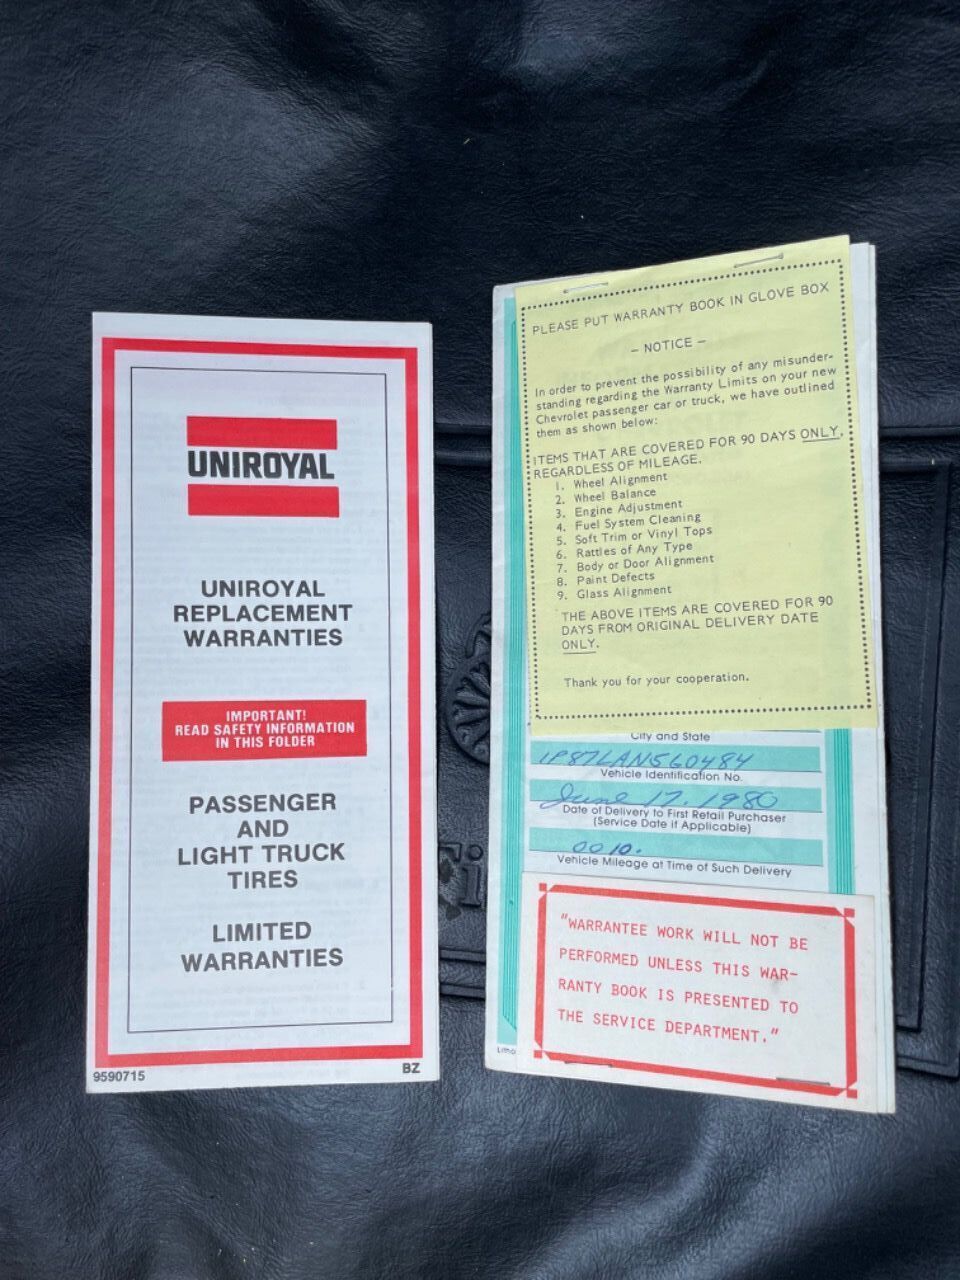 UNIROYAL
UNIROYAL
REPLACEMENT
WARRANTIES
IMPORTANT!
READ SAFETY INFORMATION
IN THIS FOLDER
PASSENGER
AND
LIGHT TRUCK
TIRES
LIMITED
WARRANTIES
9590715
BZ
PLEASE PUT WARRANTY BOOK IN GLOVE BOX
- NOTICE -
In order to prevent the possibility of any misunder-
standing regarding the Warranty Limits on your new
Chevrolet passenger car or truck, we have outlined
them as shown below:
ITEMS THAT ARE COVERED FOR 90 DAYS ONLY,
REGARDLESS OF MILEAGE.
1. Wheel Alignment
2. Wheel Balance
3. Engine Adjustment
4. Fuel System Cleaning
5. Soft Trim or Vinyl Tops
6. Rattles of Any Type
7. Body or Door Alignment
8. Paint Defects
9. Glass Alignment
THE ABOVE ITEMS ARE COVERED FOR 90
DAYS FROM ORIGINAL DELIVERY DATE
ONLY.
Thank you for your cooperation.
City and State
1P87LAN560484
Vehicle Identification No.
June 17, 1980
Date of Delivery to First Retail Purchaser
(Service Date if Applicable)
0010.
Vehicle Mileage at Time of Such Delivery
"WARRANTEE WORK WILL NOT BE
PERFORMED UNLESS THIS WAR-
RANTY BOOK IS PRESENTED TO
THE SERVICE DEPARTMENT."
Litho